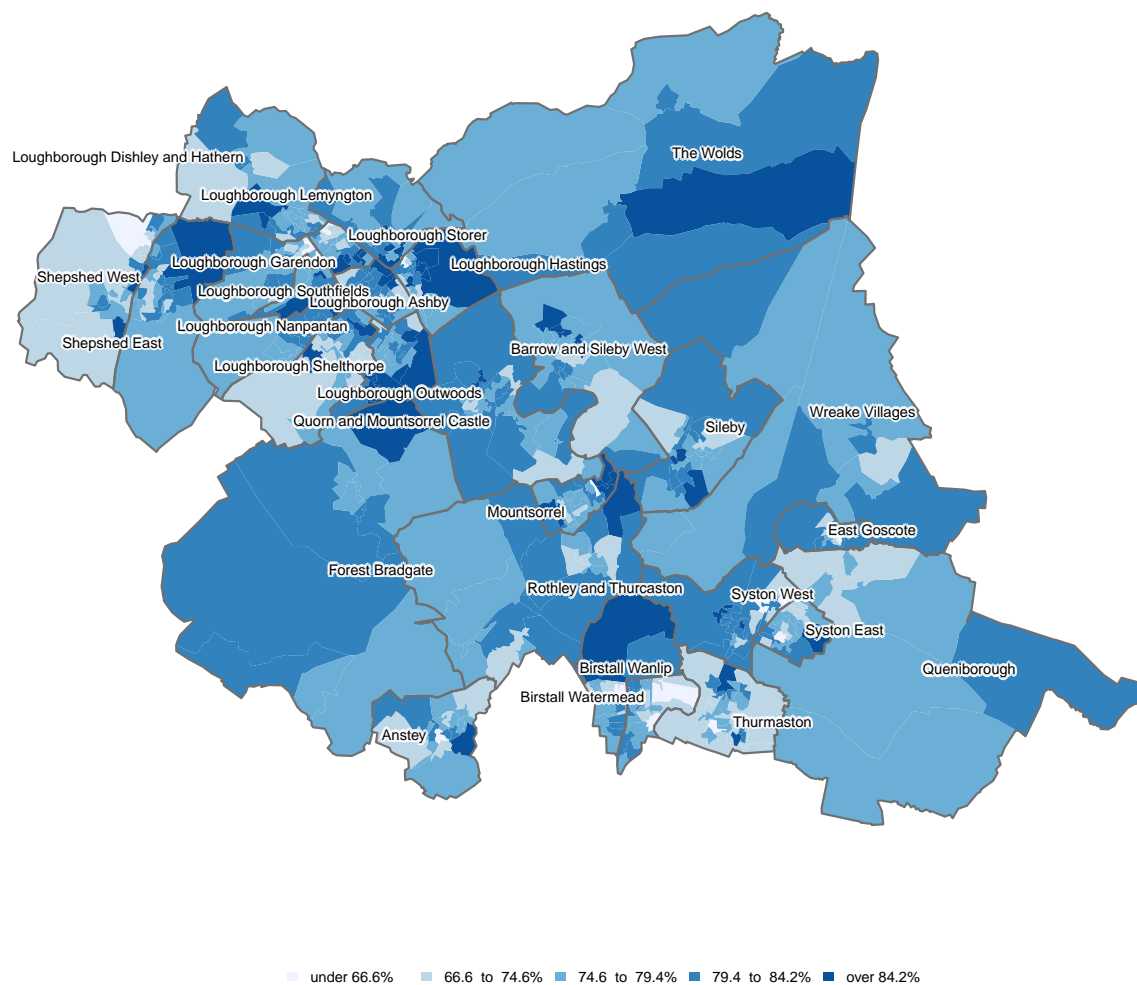 The Wolds
Loughborough Dishley and Hathern
Loughborough Lemyngton
Loughborough Storer
Loughborough Garendon
Loughborough Hastings
Shepshed West
Loughborough Southfields
Loughborough Ashby
Loughborough Nanpantan
Shepshed East
Barrow and Sileby West
Loughborough Shelthorpe
Loughborough Outwoods
Wreake Villages
Quorn and Mountsorrel Castle
Sileby
Mountsorrel
East Goscote
Forest Bradgate
Rothley and Thurcaston
Syston West
Syston East
Birstall Wanlip
Queniborough
Birstall Watermead
Thurmaston
Anstey
under 66.6% 66.6 to 74.6% 74.6 to 79.4% 79.4 to 84.2% over 84.2%